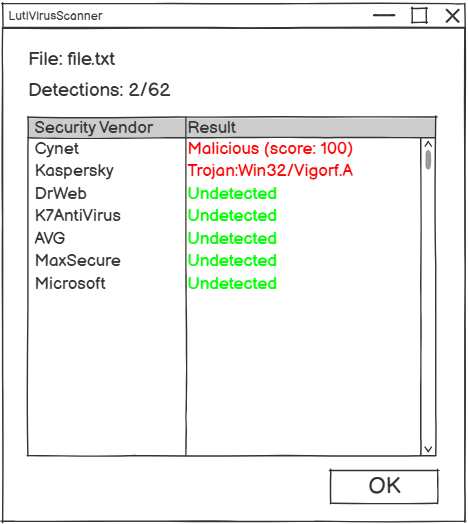 LutiVirusScanner
File: file.txt
Detections: 2/62
Security Vendor Result
Cynet Malicious (score: 100)
Kaspersky Trojan:Win32/Vigorf.A
DrWeb Undetected
K7AntiVirus Undetected
AVG Undetected
MaxSecure Undetected
Microsoft Undetected
OK